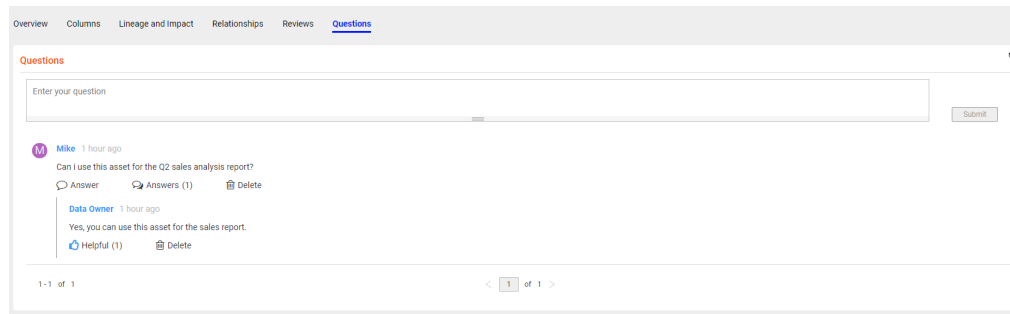 Overview Columns Lineage and Impact Relationships Reviews Questions
Questions
Enter your question
Submit
M Mike 1 hour ago
Can i use this asset for the Q2 sales analysis report?
Answer Answers (1) Delete
Data Owner 1 hour ago
Yes, you can use this asset for the sales report.
Helpful (1) Delete
1-1 of 1 < 1 of 1 >